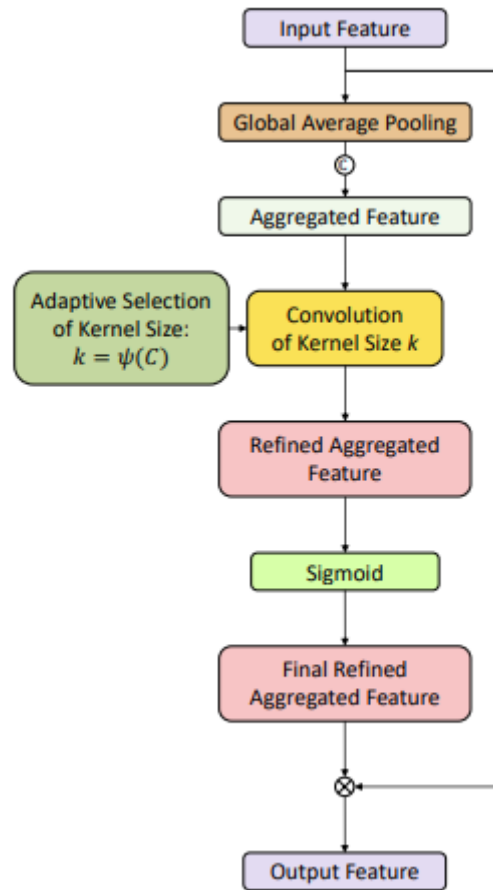 Input Feature
Global Average Pooling
C
Aggregated Feature
Adaptive Selection
of Kernel Size:
k = ψ(C)
Convolution
of Kernel Size k
Refined Aggregated
Feature
Sigmoid
Final Refined
Aggregated Feature
⊗
Output Feature